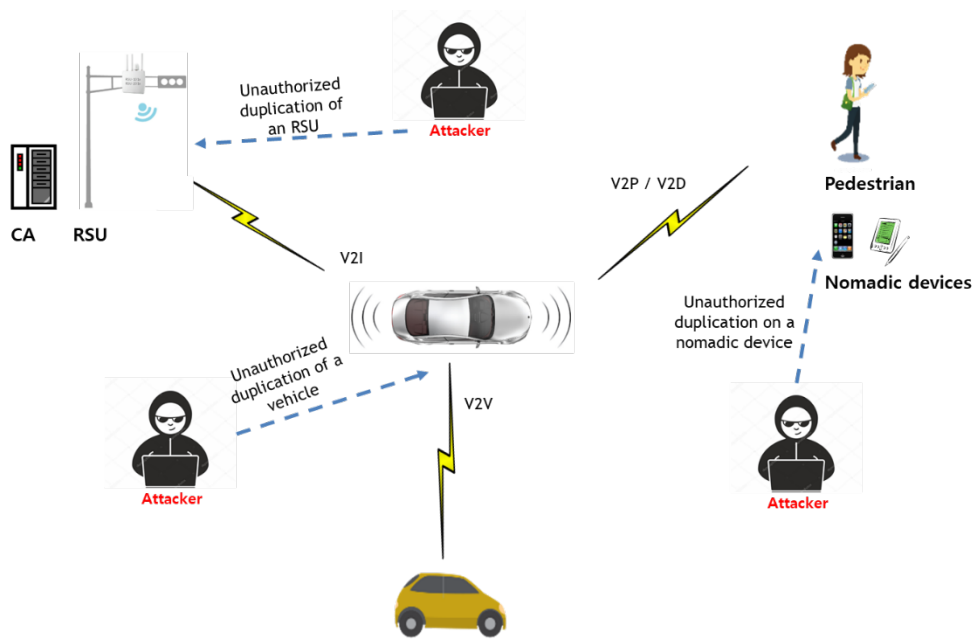 Unauthorized
duplication of
an RSU
Attacker
CA
RSU
V2I
V2P / V2D
Pedestrian
Nomadic devices
Unauthorized
duplication on a
nomadic device
Unauthorized
duplication of a
vehicle
V2V
Attacker
Attacker